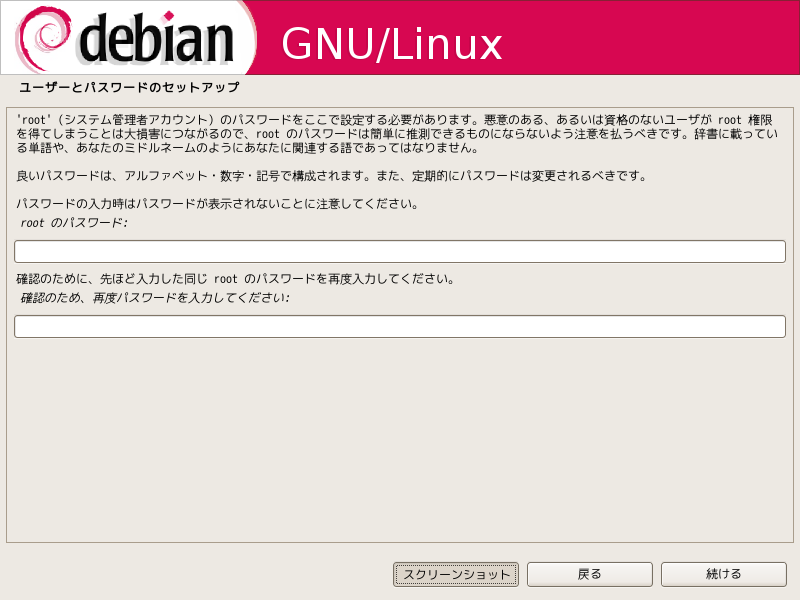 debian GNU/Linux
ユーザーとパスワードのセットアップ
'root' (システム管理者アカウント) のパスワードをここで設定する必要があります。悪意のある、あるいは資格のないユーザが root 権限
を得てしまうことは大損害につながるので、root のパスワードは簡単に推測できるものにならないよう注意を払うべきです。辞書に載ってい
る単語や、あなたのミドルネームのようにあなたに関連する語であってはなりません。
良いパスワードは、アルファベット・数字・記号で構成されます。また、定期的にパスワードは変更されるべきです。
パスワードの入力時はパスワードが表示されないことに注意してください。
root のパスワード:
確認のために、先ほど入力した同じ root のパスワードを再度入力してください。
確認のため、再度パスワードを入力してください:
スクリーンショット 戻る 続ける